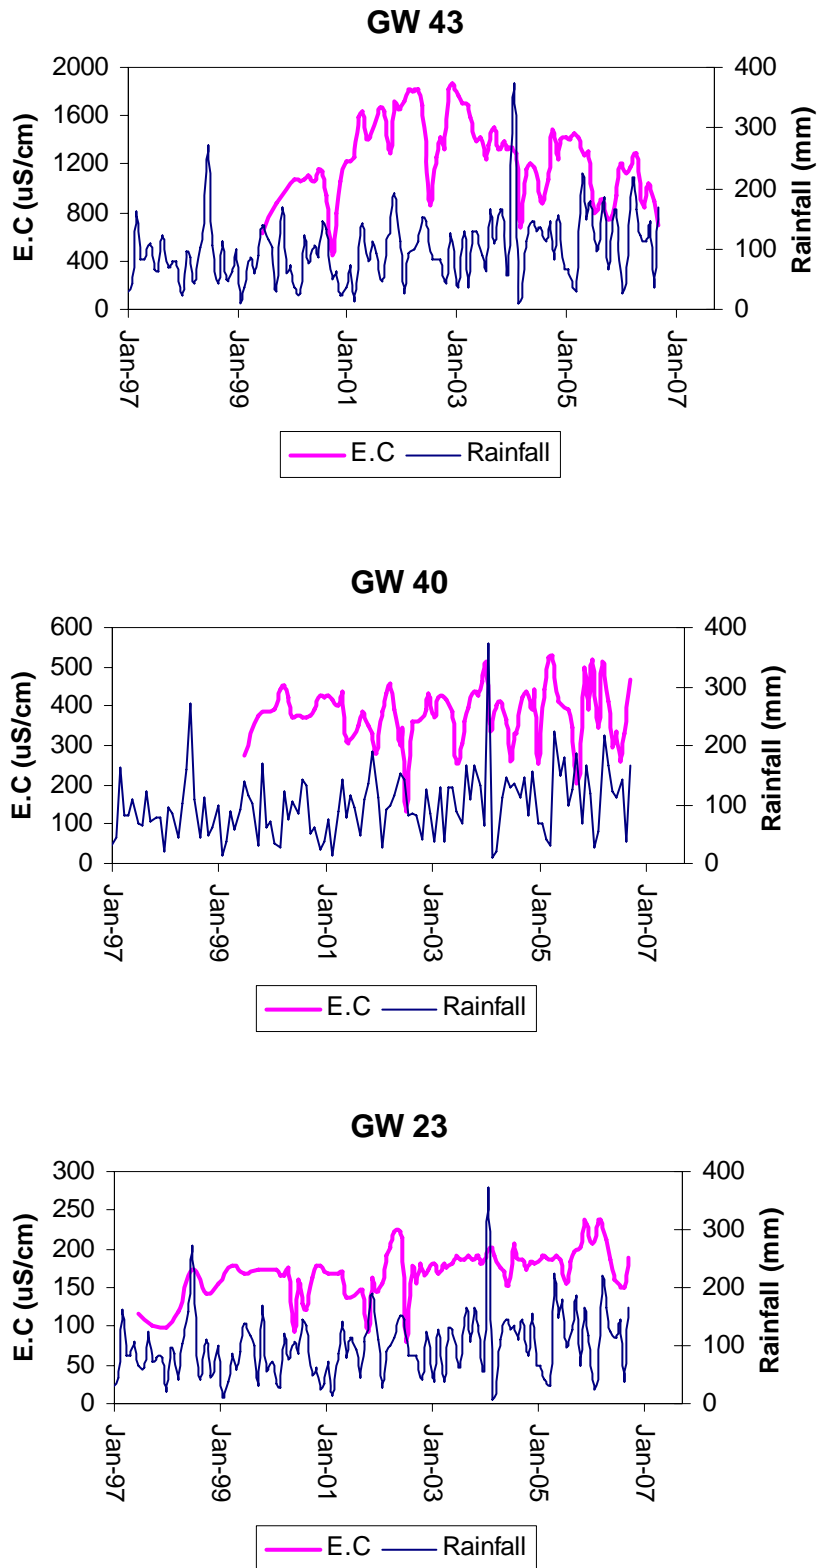 GW 43
2000 400
1600 300
1200 200
800 100
400 0
0
E.C (uS/cm)
Rainfall (mm)
Jan-97 Jan-99 Jan-01 Jan-03 Jan-05 Jan-07
E.C Rainfall
GW 40
600 400
500 300
400 200
300 100
200 0
100
0
E.C (uS/cm)
Rainfall (mm)
Jan-97 Jan-99 Jan-01 Jan-03 Jan-05 Jan-07
E.C Rainfall
GW 23
300 400
250 300
200 200
150 100
100 0
50
0
E.C (uS/cm)
Rainfall (mm)
Jan-97 Jan-99 Jan-01 Jan-03 Jan-05 Jan-07
E.C Rainfall